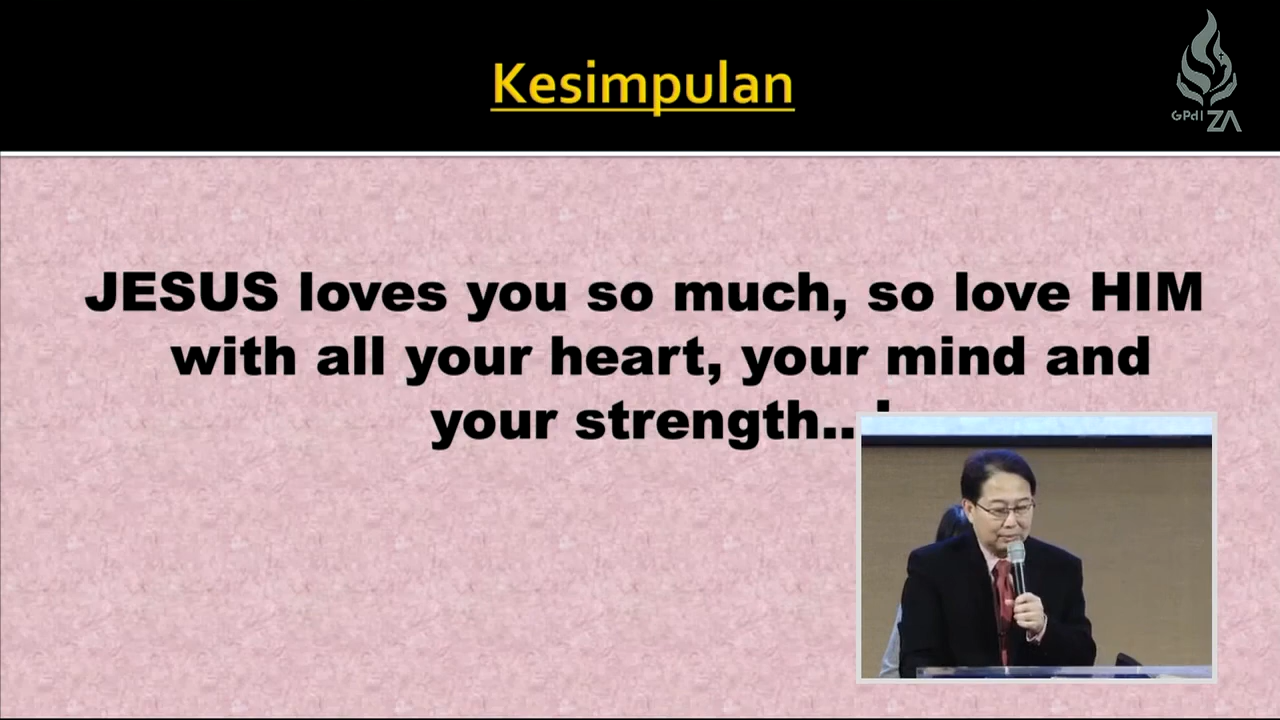 Kesimpulan
GPdI ZA
JESUS loves you so much, so love HIM
with all your heart, your mind and
your strength..